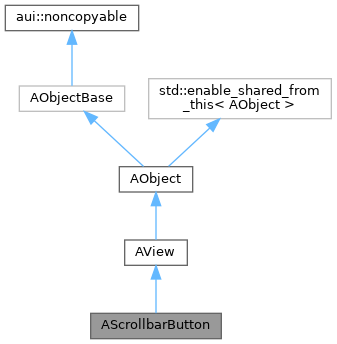 aui::noncopyable
AObjectBase
std::enable_shared_from
_this< AObject >
AObject
AView
AScrollbarButton